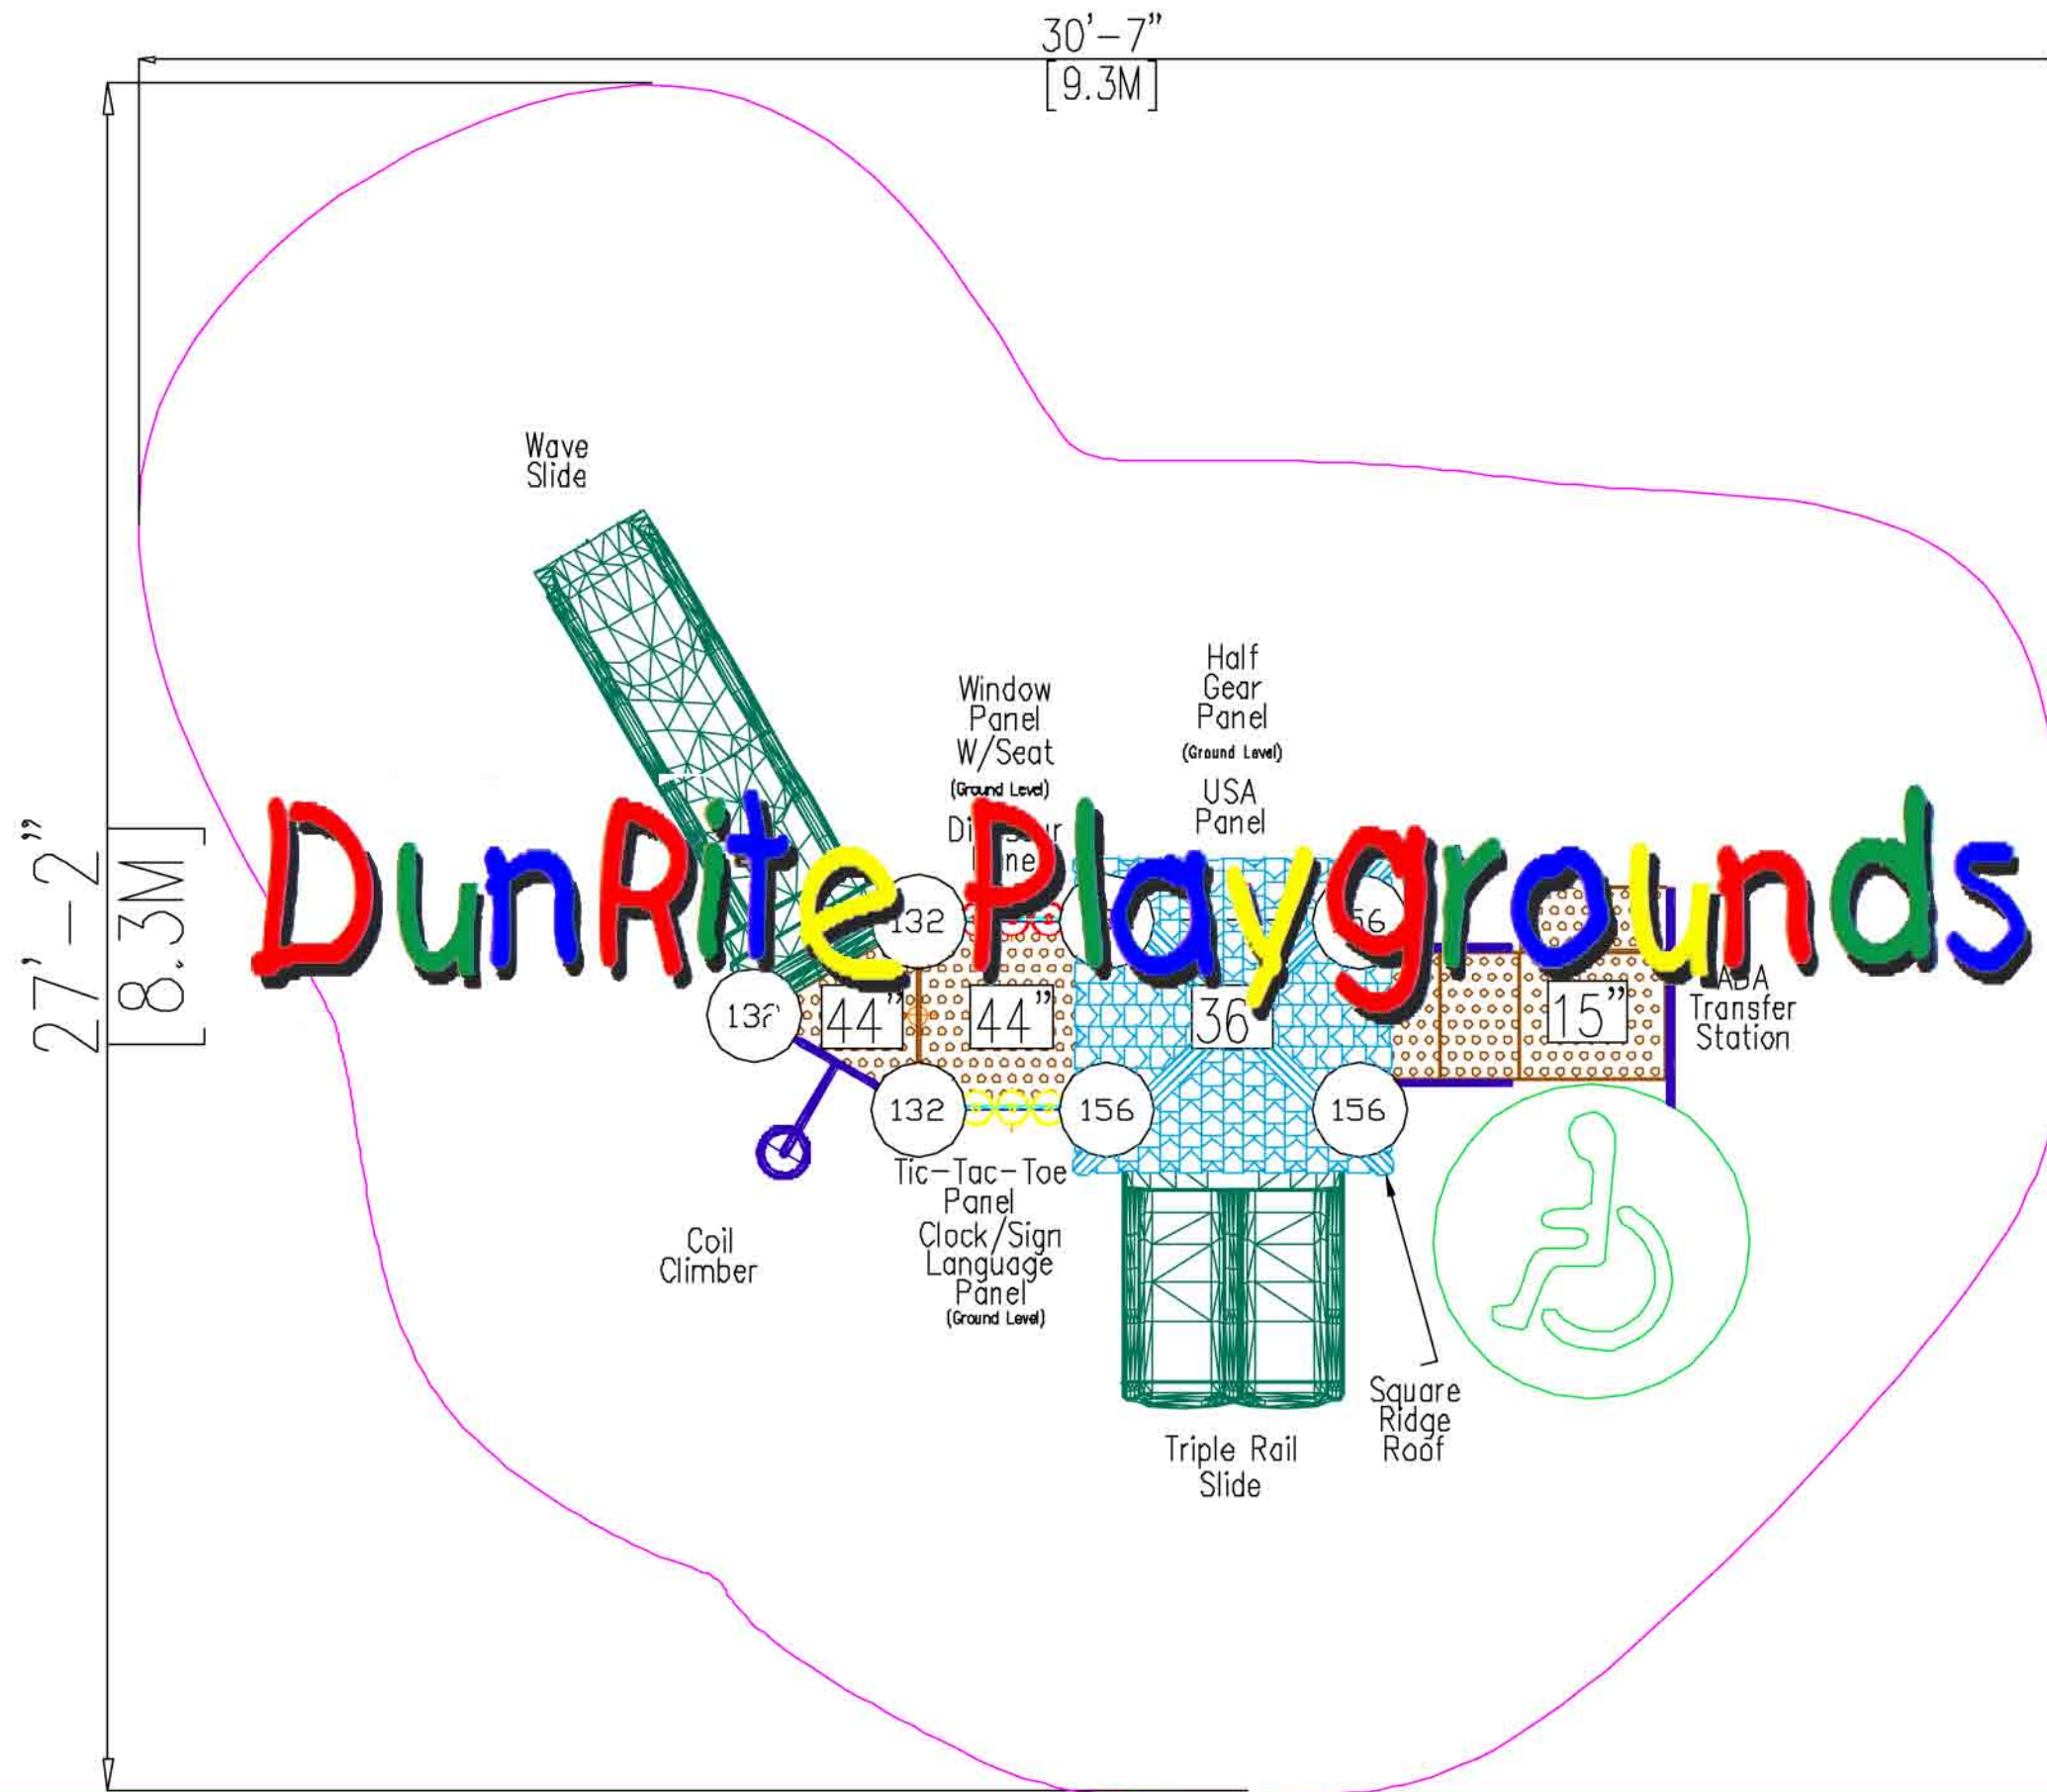 30'-7"
[9.3M]
27'-2"
[8.3M]
Wave
Slide
Window
Panel
W/Seat
(Ground Level)
Half
Gear
Panel
(Ground Level)
USA
Panel
DunRite Playgrounds
132
132
44"
44"
36
15"
ADA
Transfer
Station
156
156
Tic-Tac-Toe
Panel
Clock/Sign
Language
Panel
(Ground Level)
Coil
Climber
Square
Ridge
Roof
Triple Rail
Slide